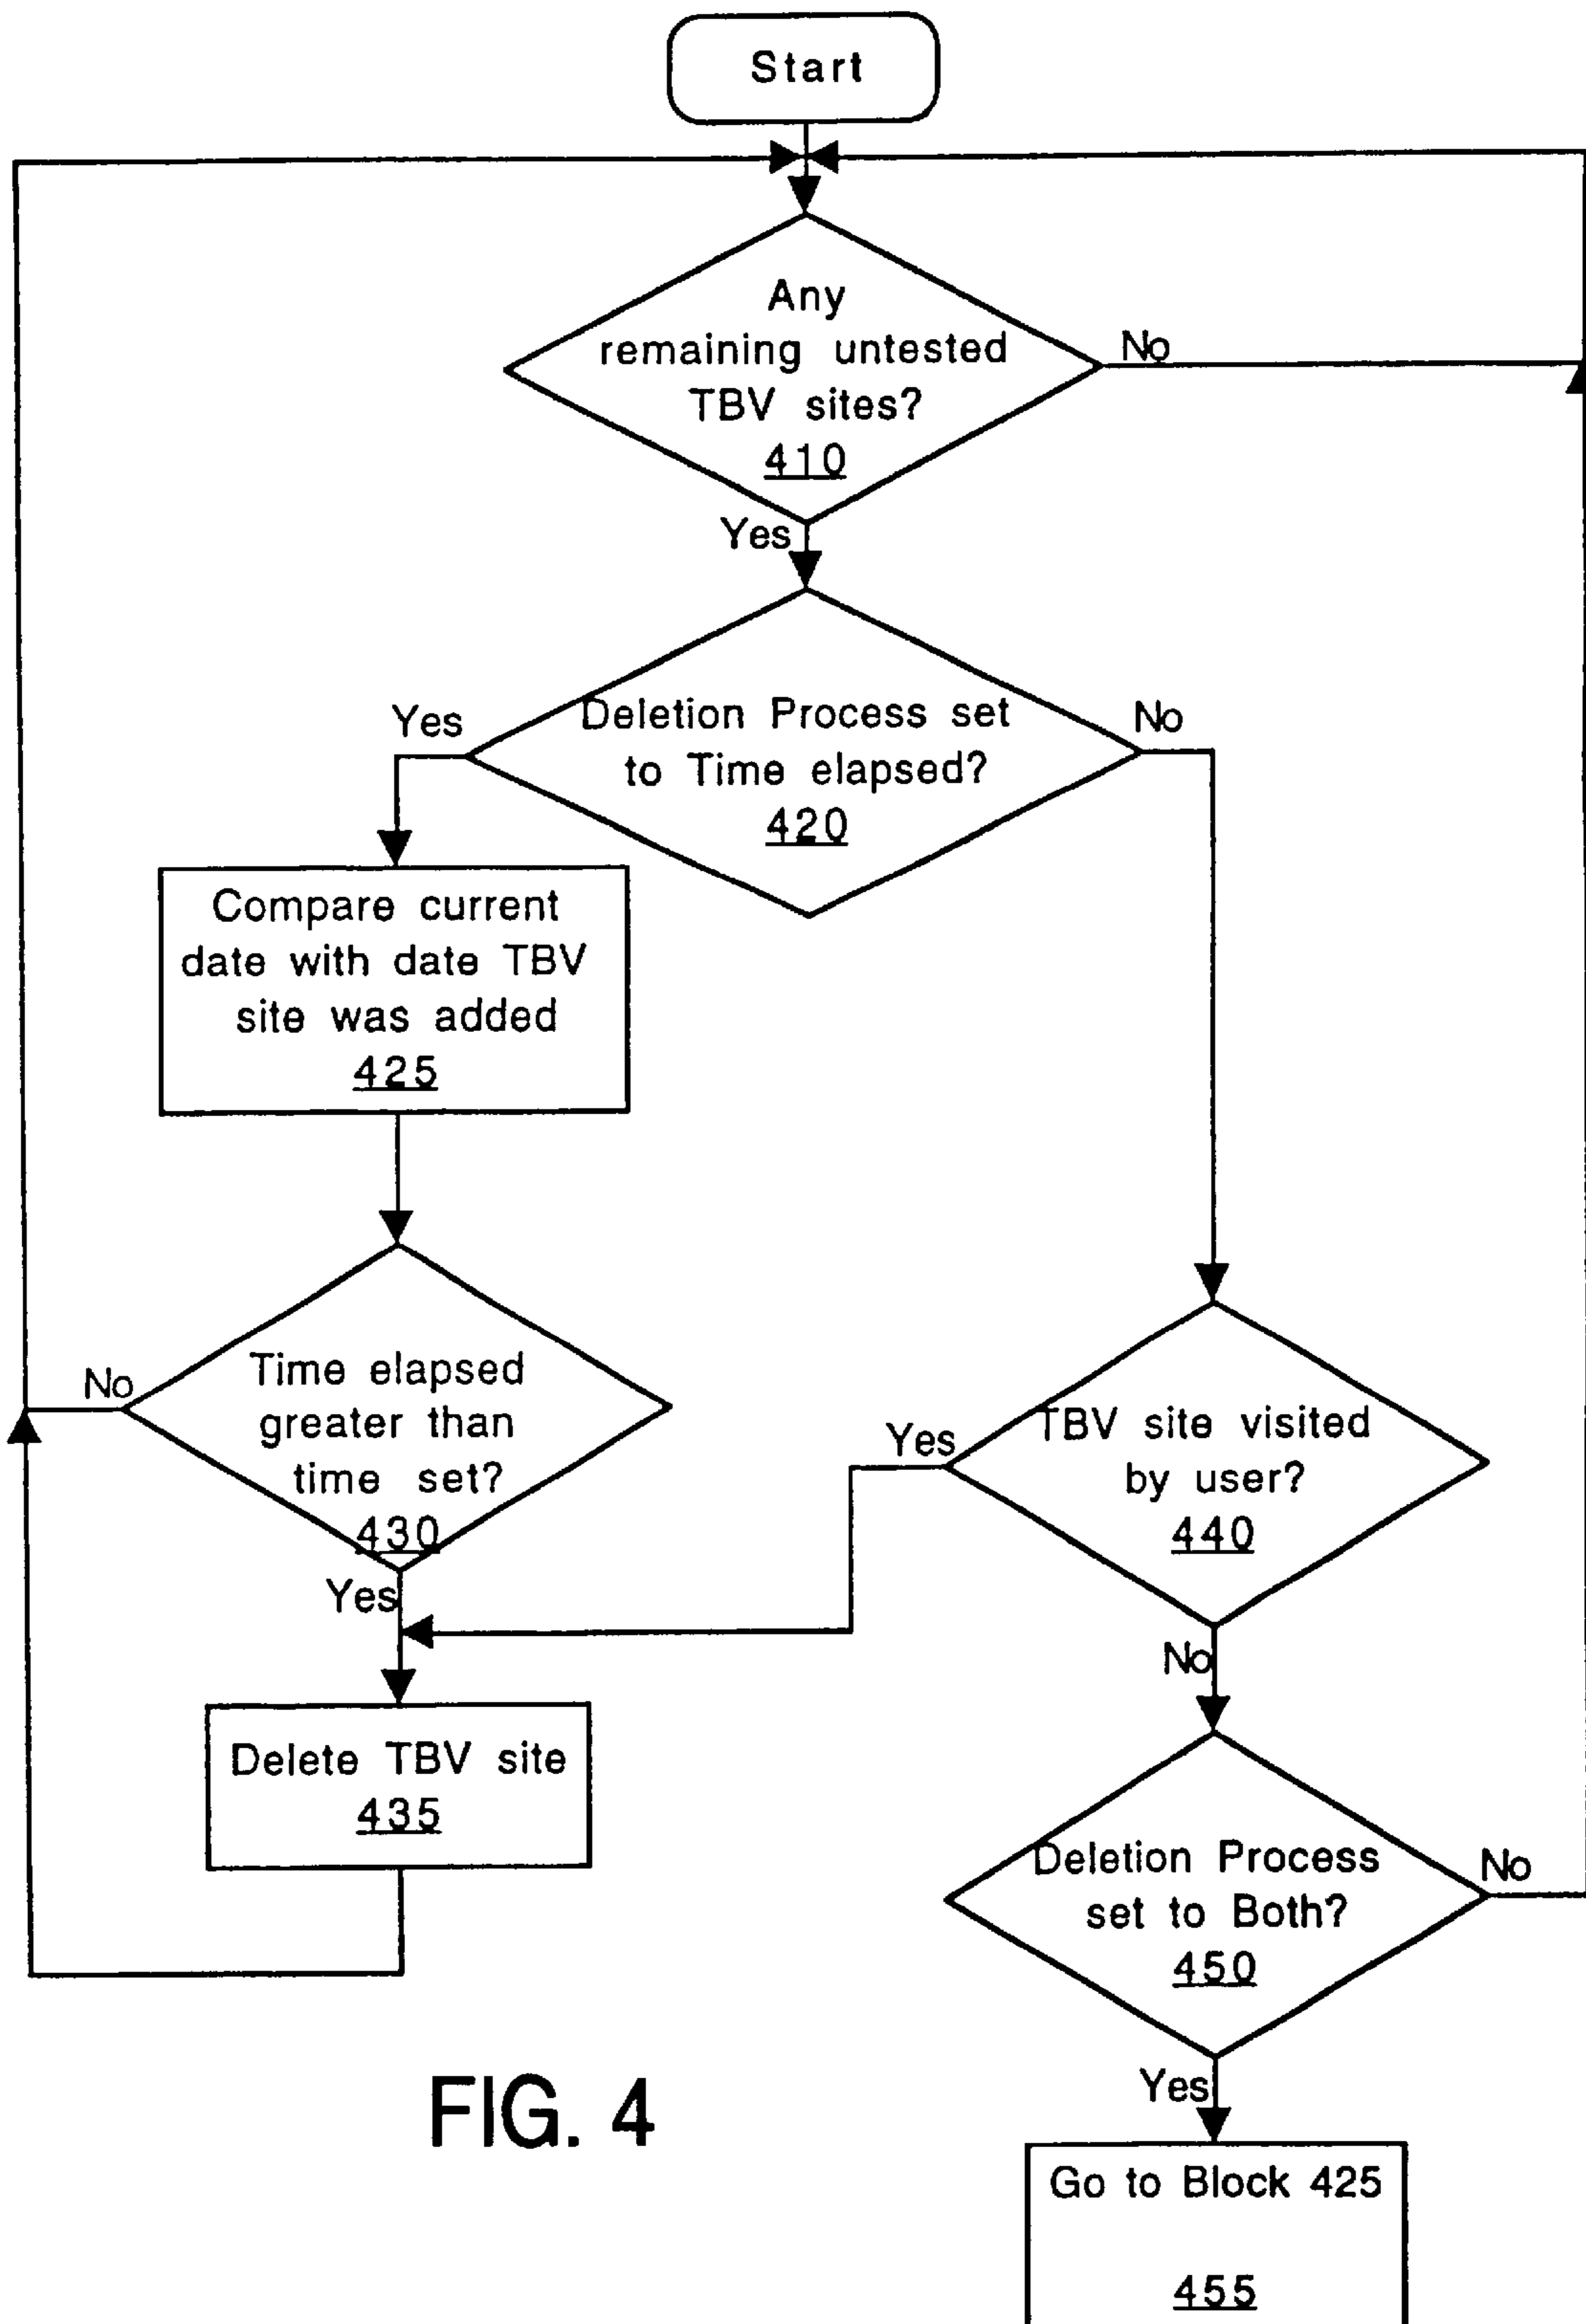 Start
Any
remaining untested
TBV sites?
410
No
Yes
Deletion Process set
to Time elapsed?
420
Yes
No
Compare current
date with date TBV
site was added
425
Time elapsed
greater than
time set?
430
No
Yes
TBV site visited
by user?
440
Yes
No
Delete TBV site
435
Deletion Process
set to Both?
450
No
Yes
Go to Block 425
455
FIG. 4